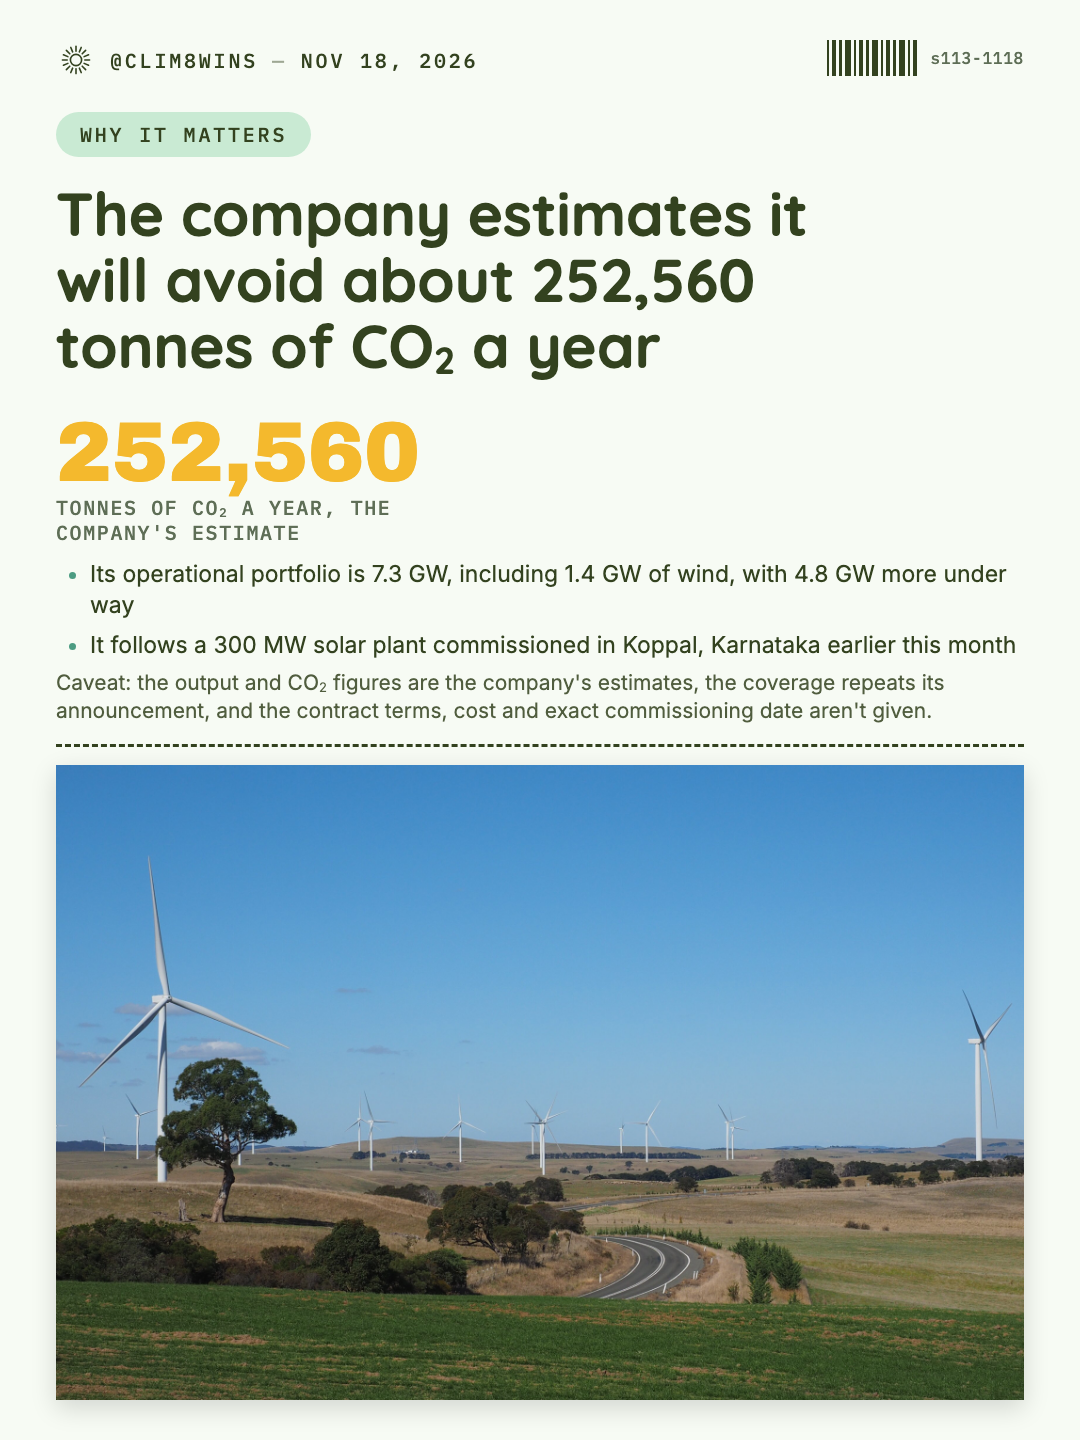 @CLIM8WINS — NOV 18, 2026
s113-1118
WHY IT MATTERS
The company estimates it
will avoid about 252,560
tonnes of CO₂ a year
252,560
TONNES OF CO₂ A YEAR, THE
COMPANY'S ESTIMATE
• Its operational portfolio is 7.3 GW, including 1.4 GW of wind, with 4.8 GW more under
way
• It follows a 300 MW solar plant commissioned in Koppal, Karnataka earlier this month
Caveat: the output and CO₂ figures are the company's estimates, the coverage repeats its
announcement, and the contract terms, cost and exact commissioning date aren't given.